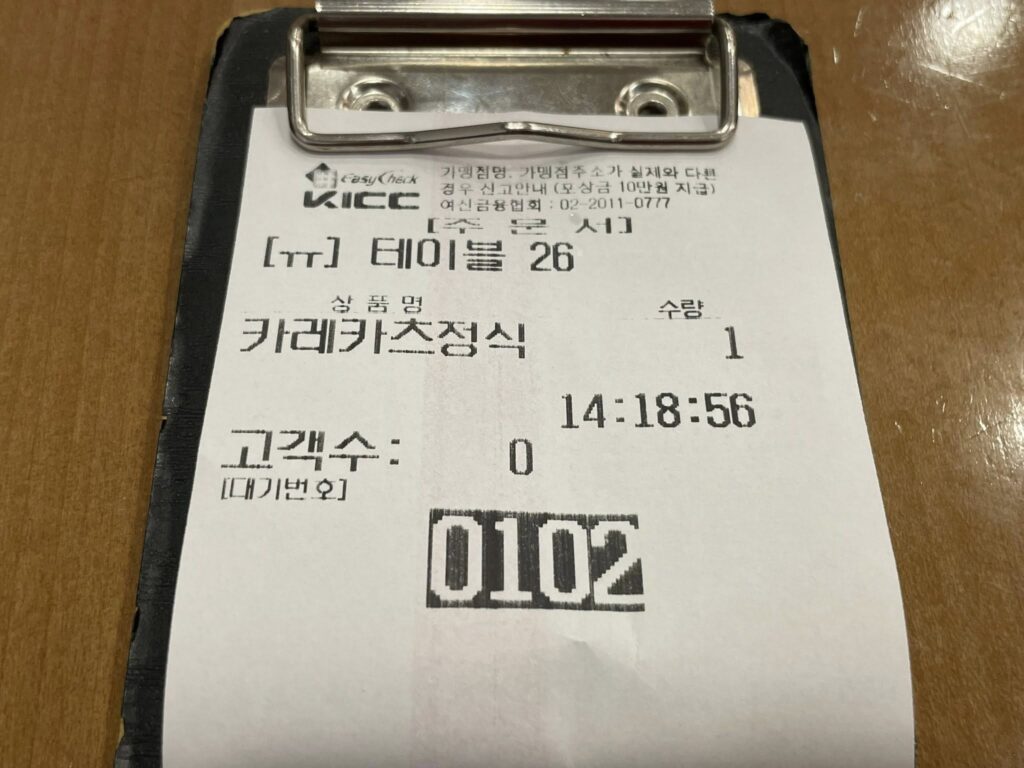 EasyCheck
KICC
가맹점명, 가맹점주소가 실제와 다른
경우 신고안내 (포상금 10만원 지급)
여신금융협회 : 02-2011-0777
[주 문 서]
[ㅠ] 테이블 26
상 품 명 수량
카레카츠정식 1
14:18:56
고객수: 0
[대기번호]
0102